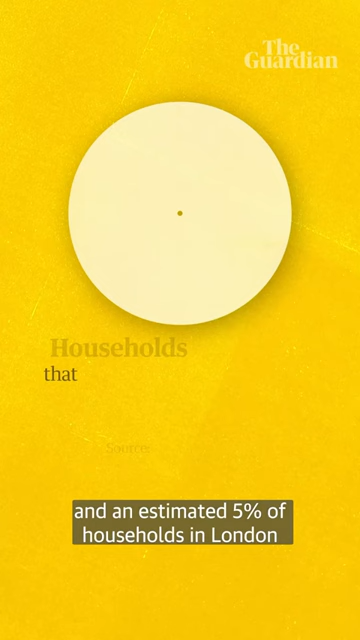 The
Guardian
Households
that
Source:
and an estimated 5% of
households in London